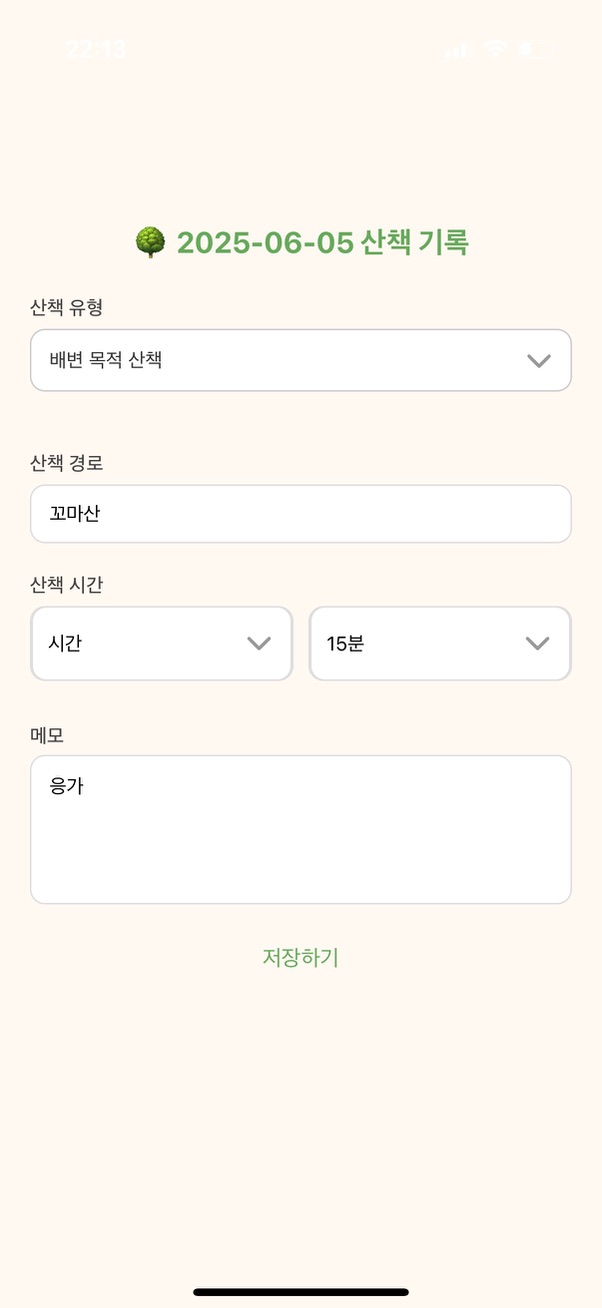 22:13
2025-06-05 산책 기록
산책 유형
배변 목적 산책
산책 경로
꼬마산
산책 시간
시간
15분
메모
응가
저장하기